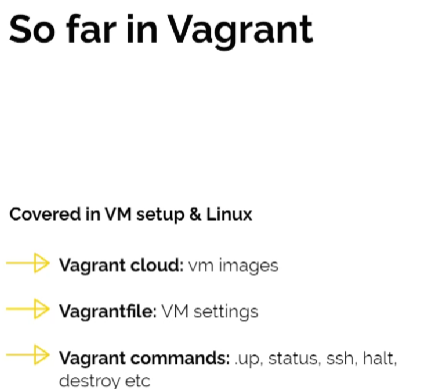 So far in Vagrant
Covered in VM setup & Linux
Vagrant cloud: vm images
Vagrantfile: VM settings
Vagrant commands: .up, status, ssh, halt,
destroy etc